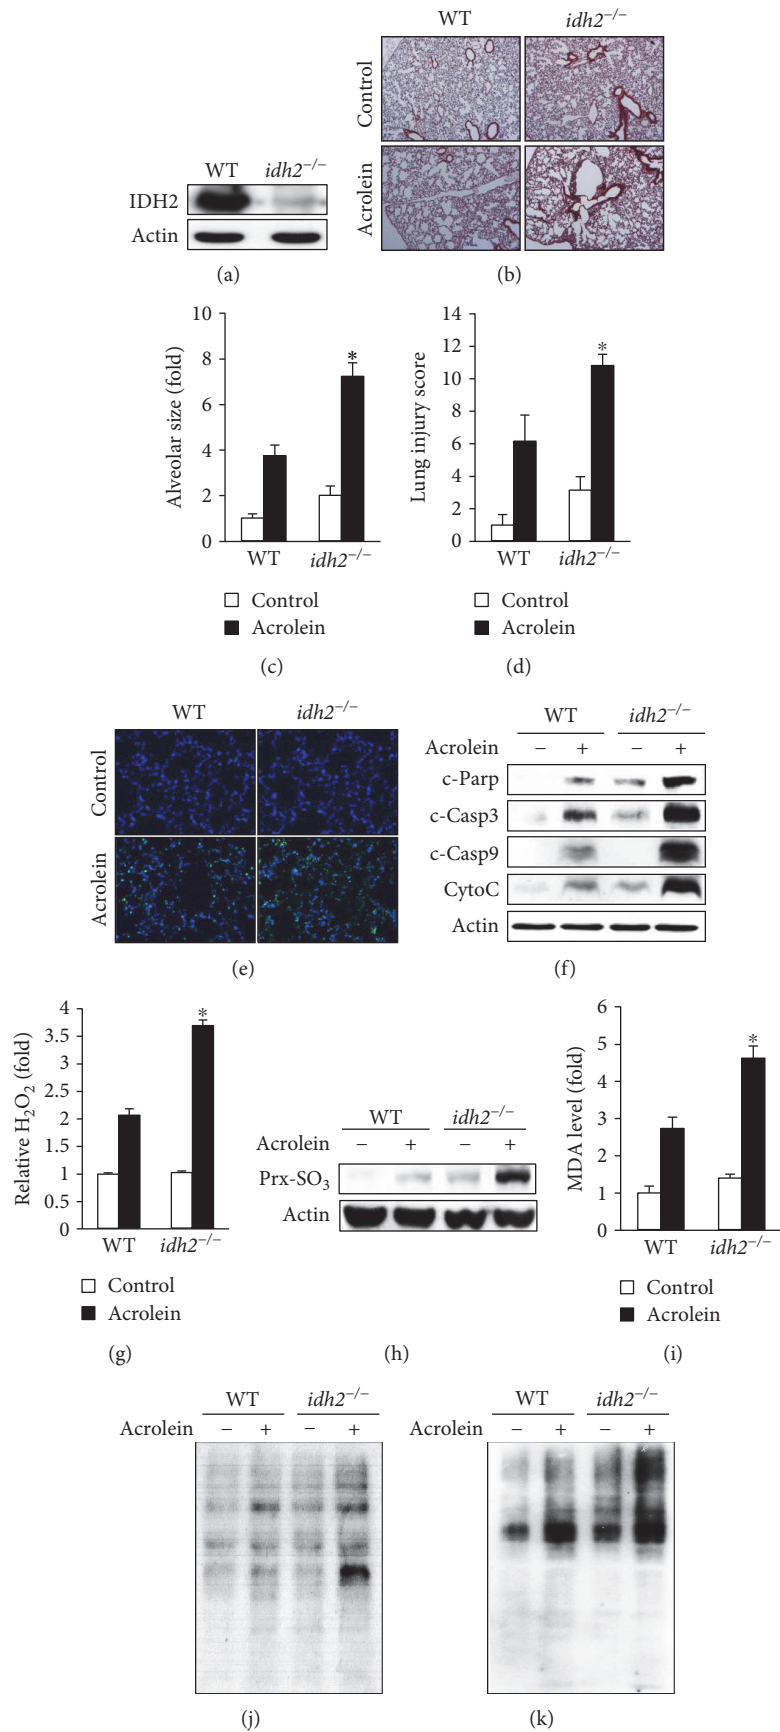 WT idh2−/−
Control
Acrolein
WT idh2−/−
IDH2
Actin
(a)
(b)
Alveolar size (fold)
10
8
6
4
2
0
*
WT idh2−/−
Control
Acrolein
(c)
Lung injury score
14
12
10
8
6
4
2
0
*
WT idh2−/−
Control
Acrolein
(d)
WT idh2−/−
Control
Acrolein
(e)
WT idh2−/−
Acrolein − + − +
c-Parp
c-Casp3
c-Casp9
CytoC
Actin
(f)
Relative H2O2 (fold)
4
3.5
3
2.5
2
1.5
1
0.5
0
*
WT idh2−/−
Control
Acrolein
(g)
WT idh2−/−
Acrolein − + − +
Prx-SO3
Actin
(h)
MDA level (fold)
6
5
4
3
2
1
0
*
WT idh2−/−
Control
Acrolein
(i)
WT idh2−/−
Acrolein − + − +
(j)
WT idh2−/−
Acrolein − + − +
(k)